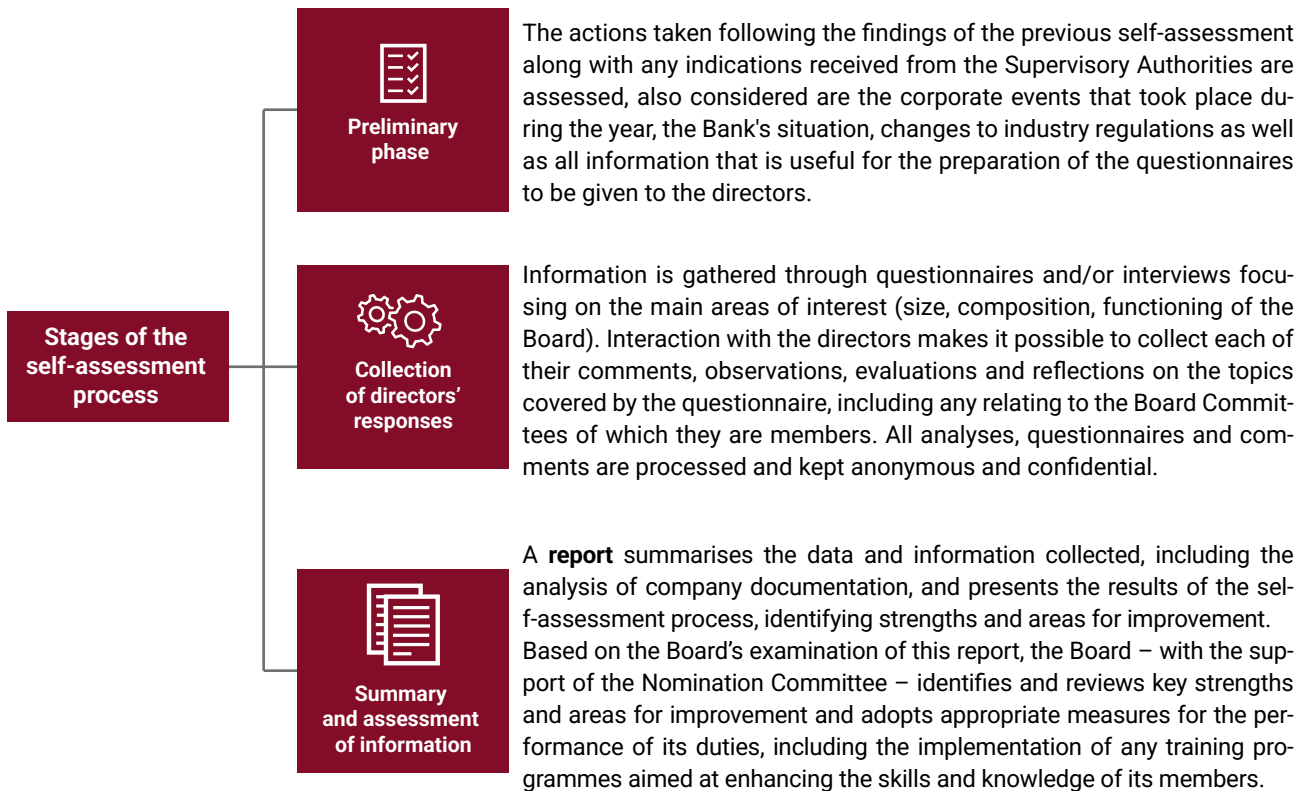 Stages of the
self-assessment
process
Preliminary
phase
The actions taken following the findings of the previous self-assessment
along with any indications received from the Supervisory Authorities are
assessed, also considered are the corporate events that took place du-
ring the year, the Bank's situation, changes to industry regulations as well
as all information that is useful for the preparation of the questionnaires
to be given to the directors.
Collection
of directors’
responses
Information is gathered through questionnaires and/or interviews focu-
sing on the main areas of interest (size, composition, functioning of the
Board). Interaction with the directors makes it possible to collect each of
their comments, observations, evaluations and reflections on the topics
covered by the questionnaire, including any relating to the Board Commit-
tees of which they are members. All analyses, questionnaires and com-
ments are processed and kept anonymous and confidential.
Summary
and assessment
of information
A report summarises the data and information collected, including the
analysis of company documentation, and presents the results of the sel-
f-assessment process, identifying strengths and areas for improvement.
Based on the Board’s examination of this report, the Board – with the sup-
port of the Nomination Committee – identifies and reviews key strengths
and areas for improvement and adopts appropriate measures for the per-
formance of its duties, including the implementation of any training pro-
grammes aimed at enhancing the skills and knowledge of its members.